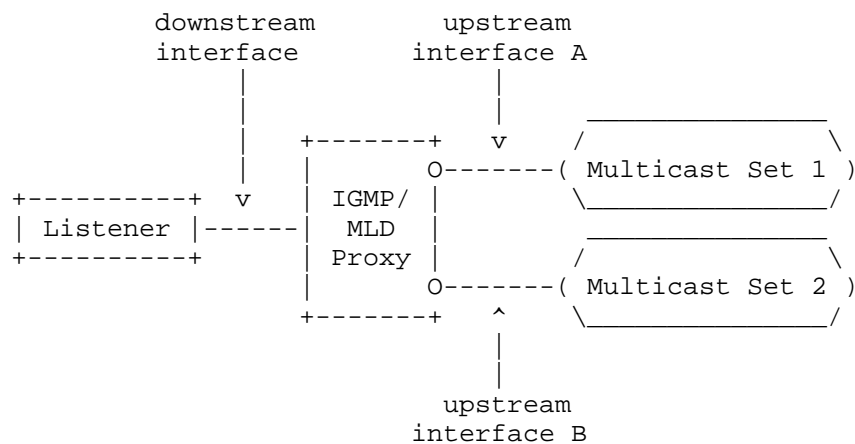 downstream upstream
interface interface A
v
O Multicast Set 1
v IGMP/
Listener MLD
Proxy
O Multicast Set 2
upstream
interface B